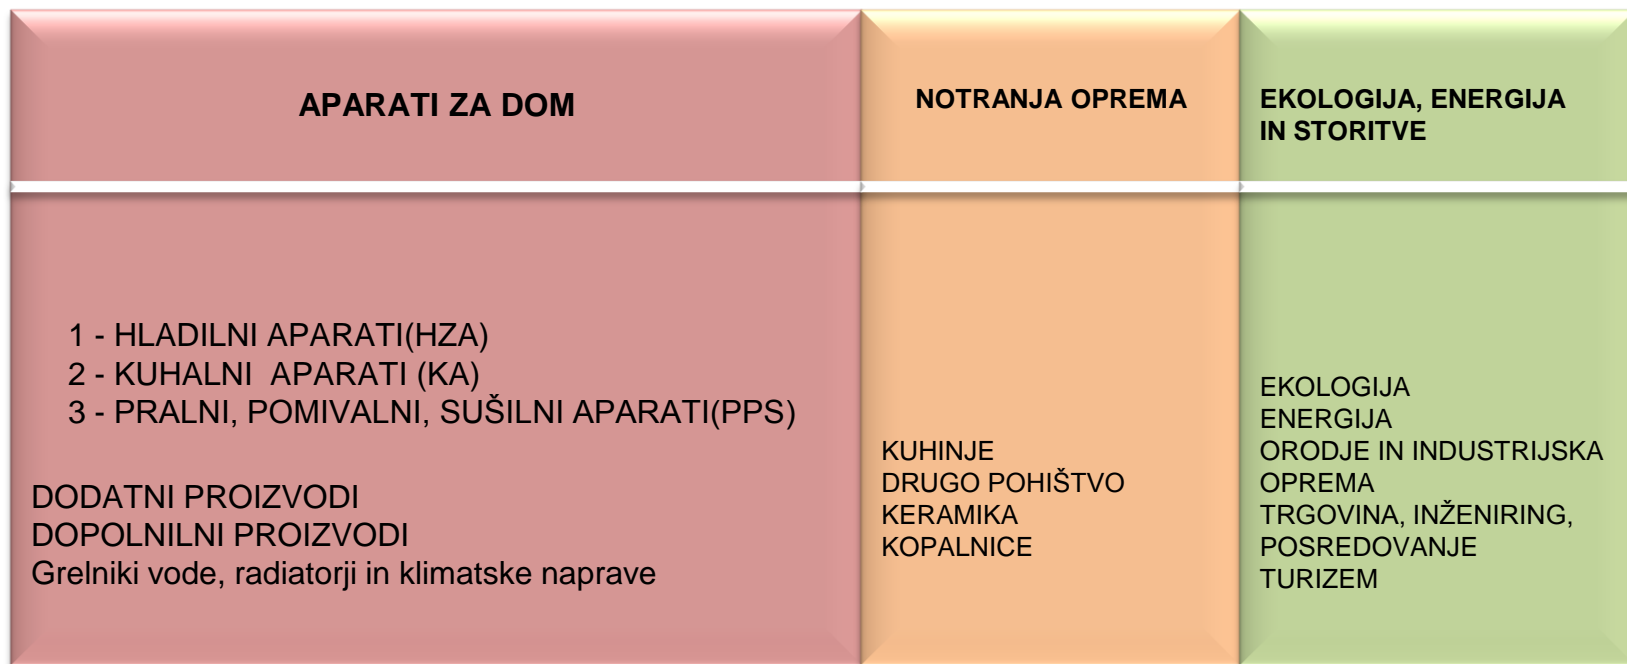 APARATI ZA DOM
1 - HLADILNI APARATI(HZA)
2 - KUHALNI  APARATI (KA)
3 - PRALNI, POMIVALNI, SUŠILNI APARATI(PPS)
DODATNI PROIZVODI
DOPOLNILNI PROIZVODI
Grelniki vode, radiatorji in klimatske naprave
NOTRANJA OPREMA
KUHINJE
DRUGO POHIŠTVO
KERAMIKA
KOPALNICE
EKOLOGIJA, ENERGIJA
IN STORITVE
EKOLOGIJA
ENERGIJA
ORODJE IN INDUSTRIJSKA
OPREMA
TRGOVINA, INŽENIRING,
POSREDOVANJE
TURIZEM